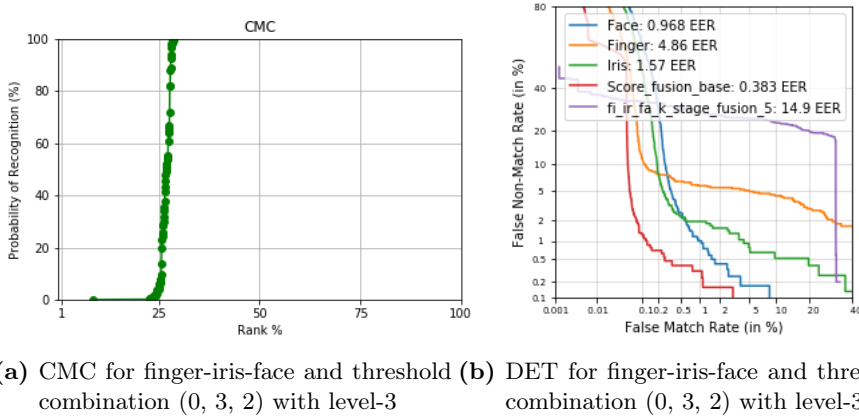 CMC
100
80
60
40
20
0
Probability of Recognition (%)
1 25 50 75 100
Rank %
80
40
20
10
5
2
1
0.5
0.2
0.1
False Non-Match Rate (in %)
Face: 0.968 EER
Finger: 4.86 EER
Iris: 1.57 EER
Score_fusion_base: 0.383 EER
fi_ir_fa_k_stage_fusion_5: 14.9 EER
0.001 0.01 0.10.2 0.5 1 2 5 10 20 40
False Match Rate (in %)
(a) CMC for finger-iris-face and threshold
combination (0, 3, 2) with level-3
(b) DET for finger-iris-face and thre
combination (0, 3, 2) with level-3